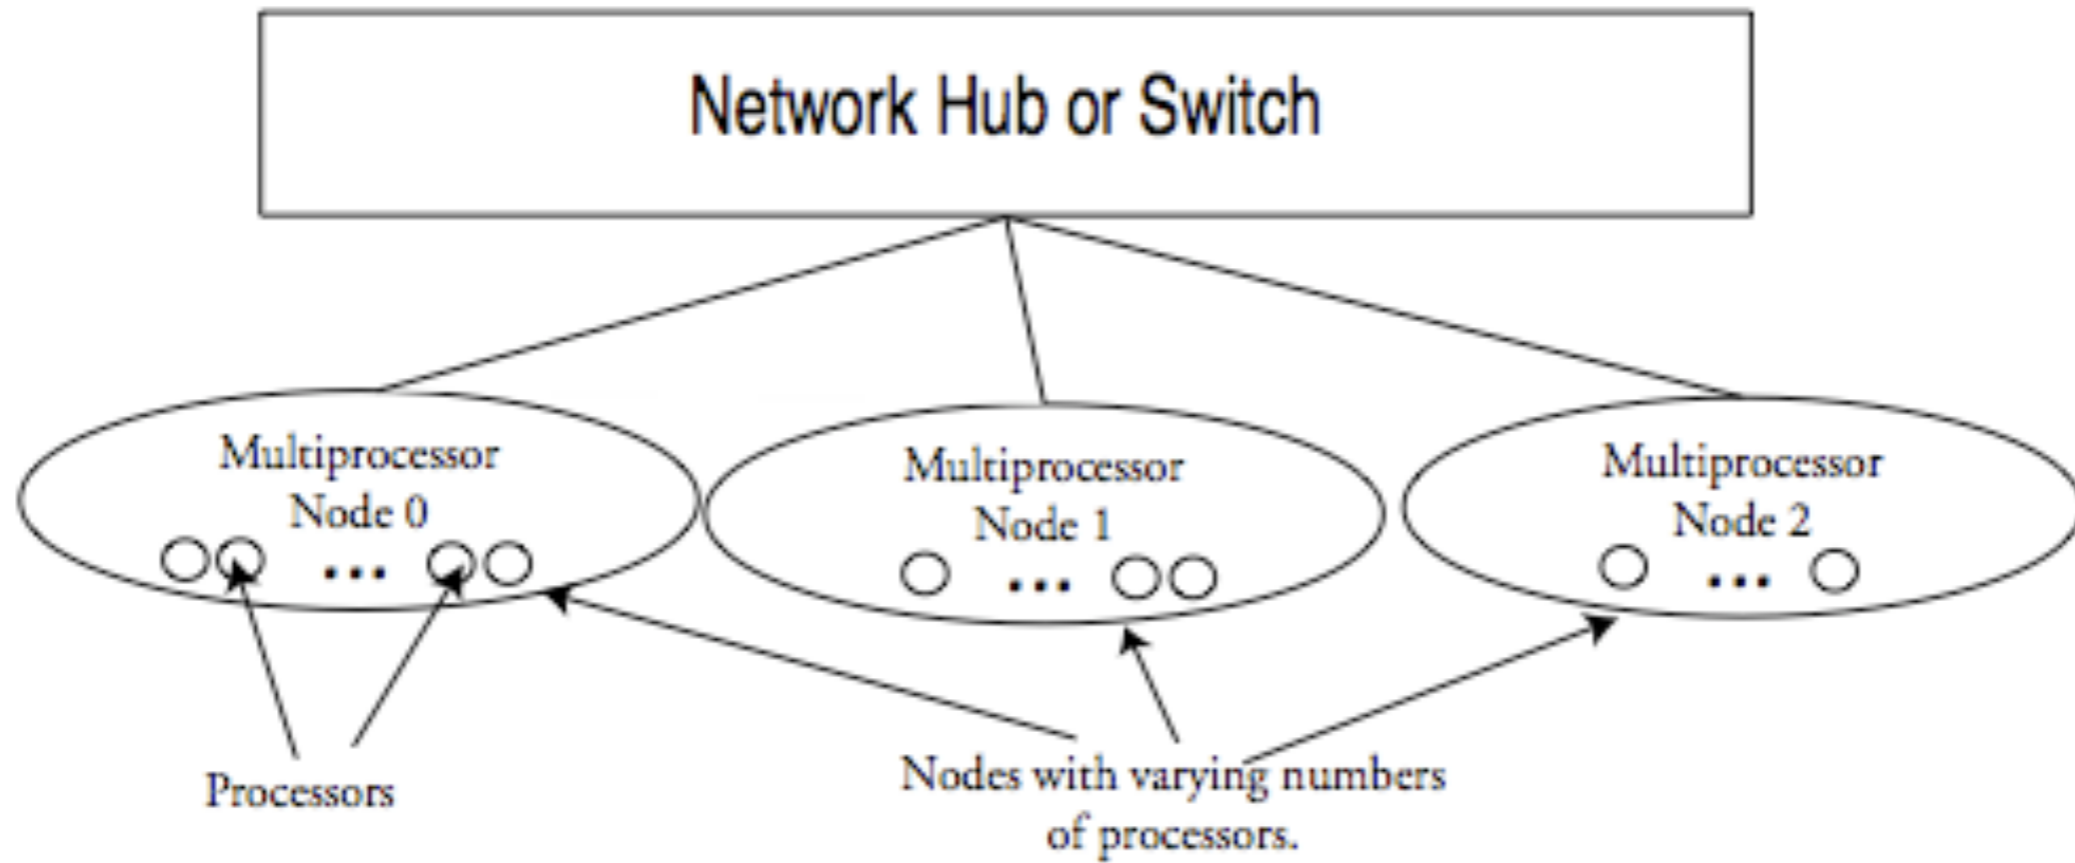 Network Hub or Switch
Multiprocessor
Node 0
...
Multiprocessor
Node 1
...
Multiprocessor
Node 2
...
Processors
Nodes with varying numbers
of processors.